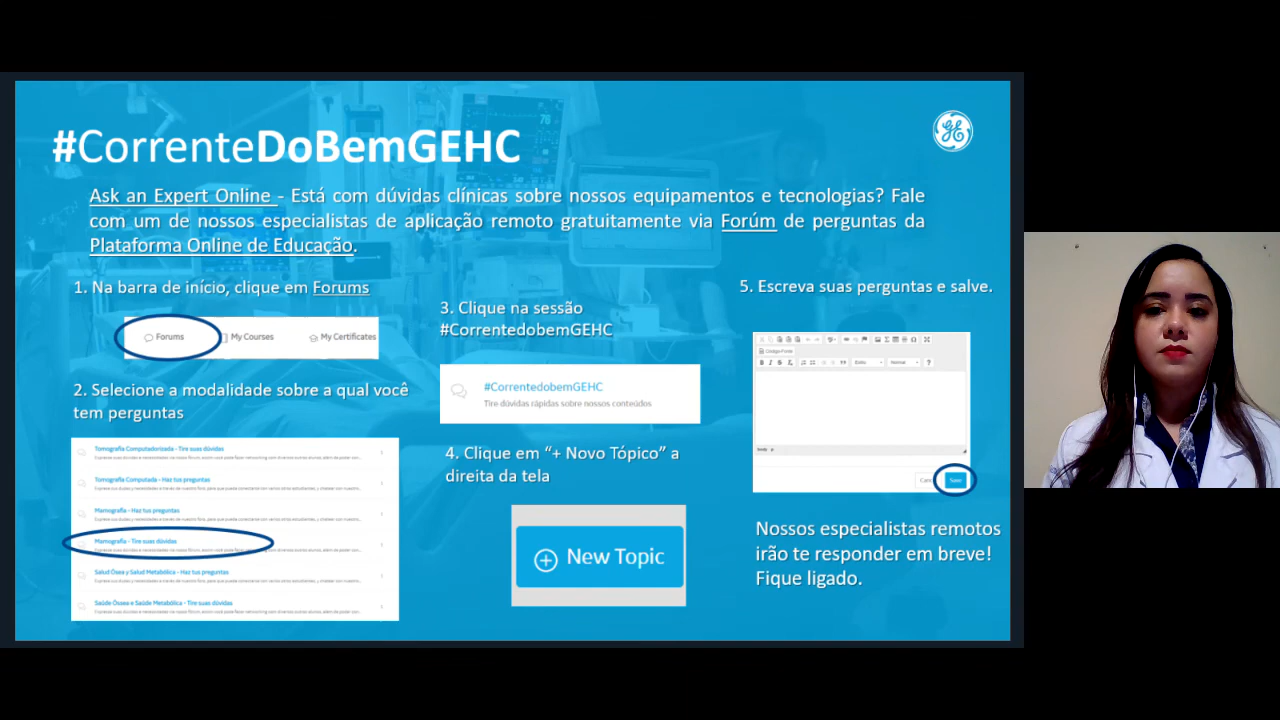 #CorrenteDoBemGEHC
Ask an Expert Online - Está com dúvidas clínicas sobre nossos equipamentos e tecnologias? Fale
com um de nossos especialistas de aplicação remoto gratuitamente via Forúm de perguntas da
Plataforma Online de Educação.
1. Na barra de início, clique em Forums
Forums
My Courses
My Certificates
2. Selecione a modalidade sobre a qual você
tem perguntas
Tomografia Computadorizada - Tire suas dúvidas
Tomografía Computada - Haz tus preguntas
Mamografía - Haz tus preguntas
Mamografia - Tire suas dúvidas
Salud Ósea y Salud Metabólica - Haz tus preguntas
Saúde Óssea e Saúde Metabólica - Tire suas dúvidas
3. Clique na sessão
#CorrentedobemGEHC
#CorrentedobemGEHC
Tire dúvidas rápidas sobre nossos conteúdos
4. Clique em “+ Novo Tópico” a
direita da tela
New Topic
5. Escreva suas perguntas e salve.
Código-Fonte
Estilo
Normal
body p
Save
Nossos especialistas remotos
irão te responder em breve!
Fique ligado.